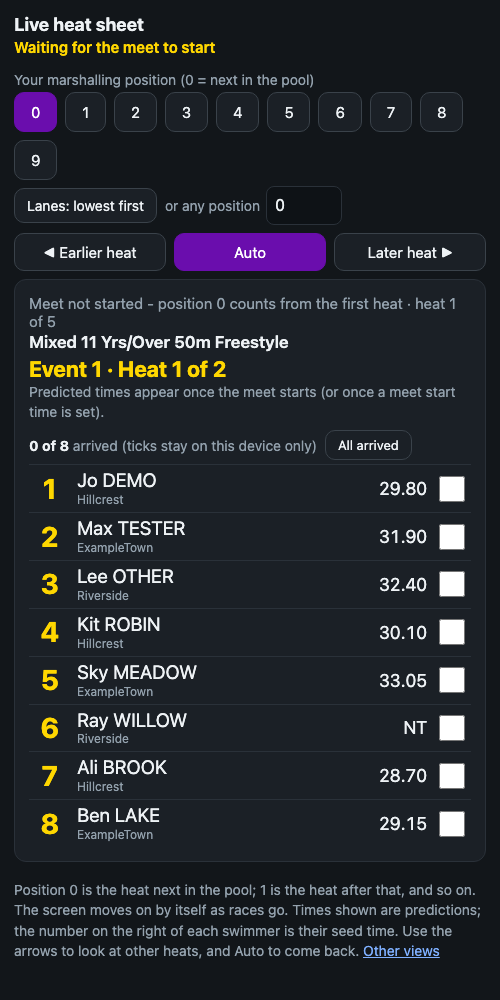 Live heat sheet
Waiting for the meet to start
Your marshalling position (0 = next in the pool)
0 1 2 3 4 5 6 7 8
9
Lanes: lowest first or any position 0
◀ Earlier heat Auto Later heat ▶
Meet not started - position 0 counts from the first heat · heat 1
of 5
Mixed 11 Yrs/Over 50m Freestyle
Event 1 · Heat 1 of 2
Predicted times appear once the meet starts (or once a meet start
time is set).
0 of 8 arrived (ticks stay on this device only) All arrived
1 Jo DEMO 29.80
Hillcrest
2 Max TESTER 31.90
ExampleTown
3 Lee OTHER 32.40
Riverside
4 Kit ROBIN 30.10
Hillcrest
5 Sky MEADOW 33.05
ExampleTown
6 Ray WILLOW NT
Riverside
7 Ali BROOK 28.70
Hillcrest
8 Ben LAKE 29.15
ExampleTown
Position 0 is the heat next in the pool; 1 is the heat after that, and so on.
The screen moves on by itself as races go. Times shown are predictions;
the number on the right of each swimmer is their seed time. Use the
arrows to look at other heats, and Auto to come back. Other views